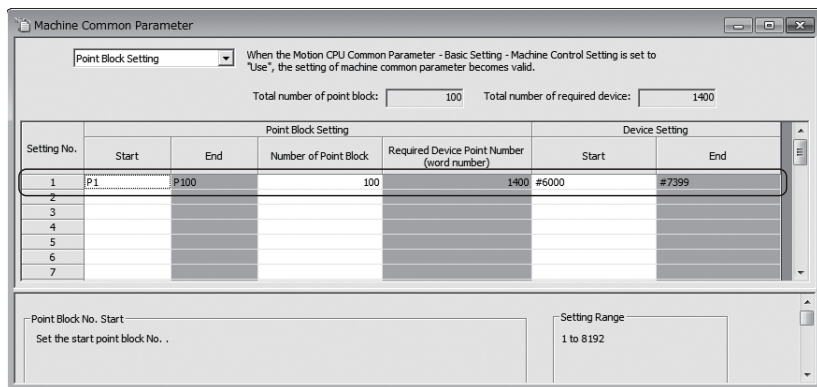 Machine Common Parameter
Point Block Setting
When the Motion CPU Common Parameter - Basic Setting - Machine Control Setting is set to
"Use", the setting of machine common parameter becomes valid.
Total number of point block: 100 Total number of required device: 1400
Setting No. Point Block Setting Device Setting
Start End Number of Point Block Required Device Point Number (word number) Start End
1 P1 P100 100 1400 #6000 #7399
2
3
4
5
6
7
Point Block No. Start
Set the start point block No. .
Setting Range
1 to 8192